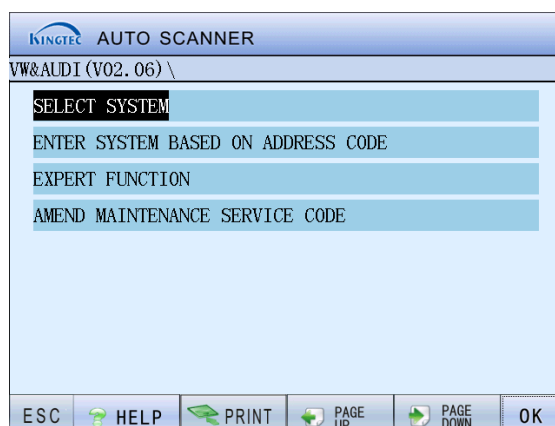 KINGTEC AUTO SCANNER
VW&AUDI(V02.06)\
SELECT SYSTEM
ENTER SYSTEM BASED ON ADDRESS CODE
EXPERT FUNCTION
AMEND MAINTENANCE SERVICE CODE
ESC HELP PRINT PAGE UP PAGE DOWN OK